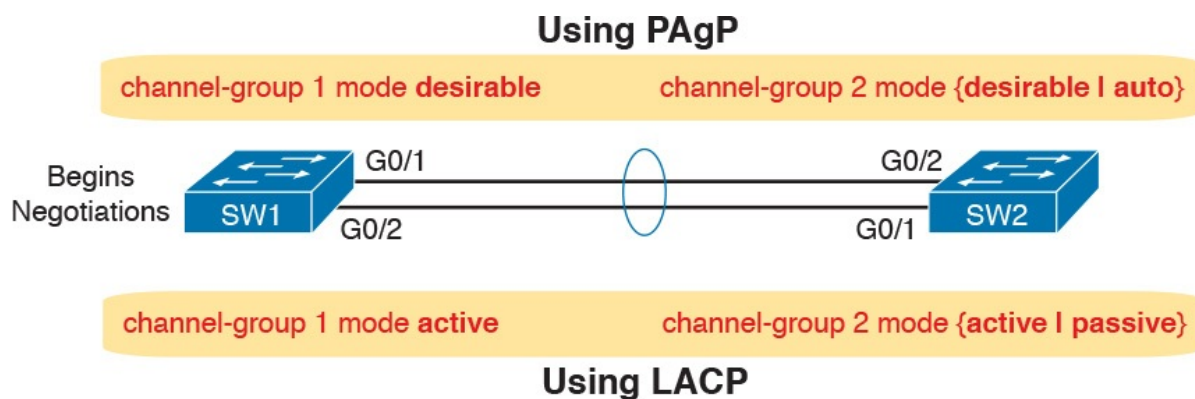 Using PAgP
channel-group 1 mode desirable
channel-group 2 mode {desirable | auto}
G0/1
G0/2
Begins
Negotiations
SW1
SW2
G0/2
G0/1
channel-group 1 mode active
channel-group 2 mode {active | passive}
Using LACP